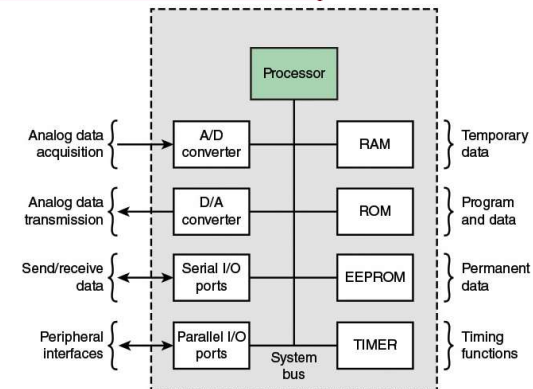 Processor
Analog data
acquisition
A/D
converter
RAM
Temporary
data
Analog data
transmission
D/A
converter
ROM
Program
and data
Send/receive
data
Serial I/O
ports
EEPROM
Permanent
data
Peripheral
interfaces
Parallel I/O
ports
System
bus
TIMER
Timing
functions